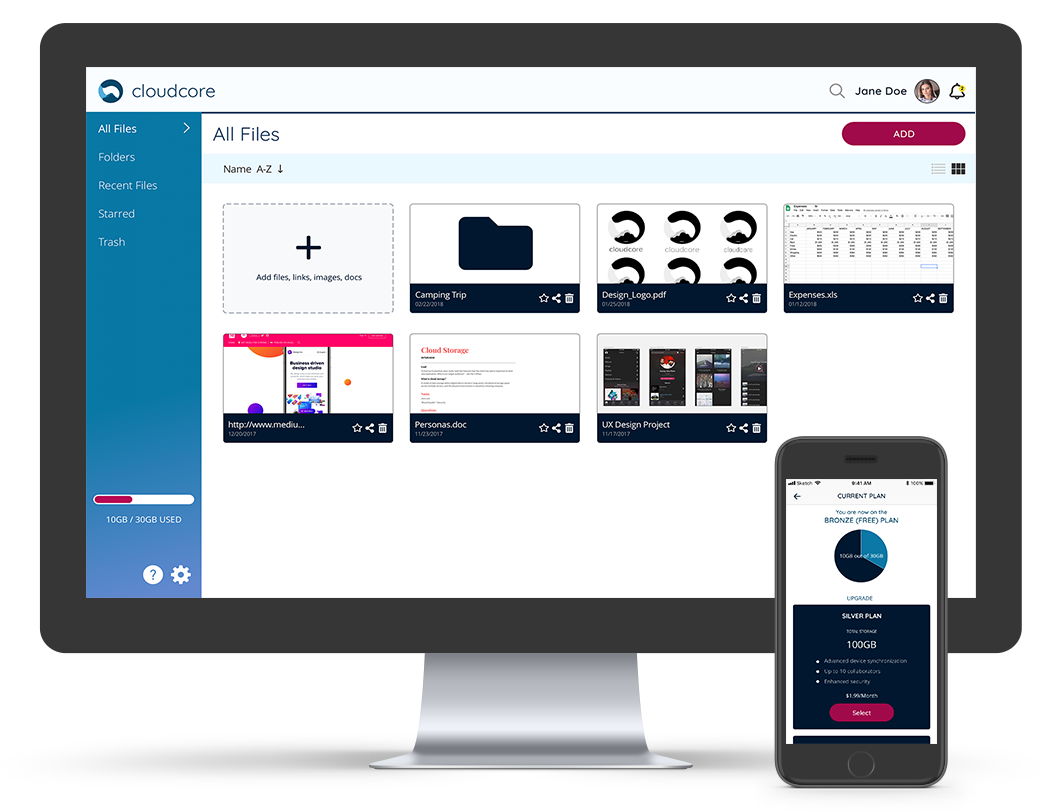 cloudcore
Jane Doe
All Files
Folders
Recent Files
Starred
Trash
10GB / 30GB USED
?
All Files
ADD
Name A-Z ↓
Add files, links, images, docs
Camping Trip
02/22/2018
cloudcore cloudcore cloudcore
Design_Logo.pdf
01/25/2018
Expenses
Expenses.xls
01/12/2018
Business driven
design studio
http://www.mediu...
12/20/2017
Cloud Storage
Personas.doc
11/23/2017
UX Design Project
11/17/2017
Sketch 9:41 AM 100%
CURRENT PLAN
You are now on the
BRONZE (FREE) PLAN
10GB out of 30GB
UPGRADE
SILVER PLAN
TOTAL STORAGE
100GB
Advanced device synchronization
Up to 10 collaborators
Enhanced security
$1.99/Month
Select